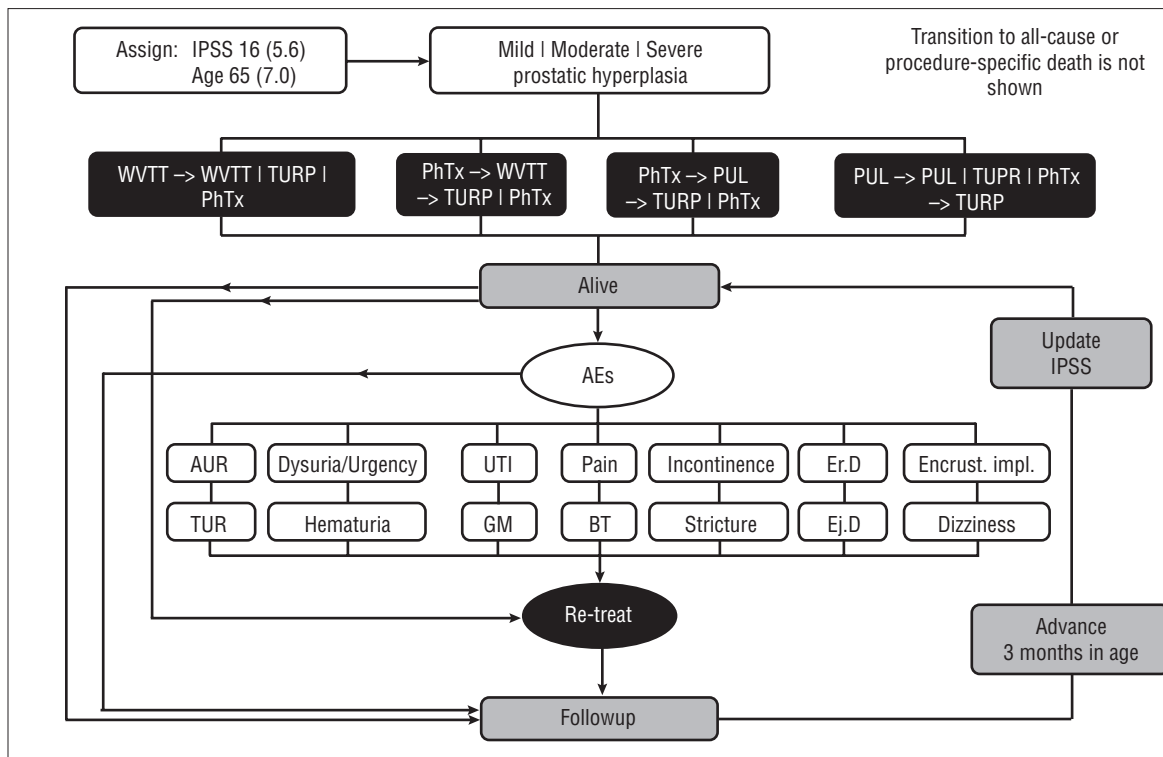 Assign: IPSS 16 (5.6)
Age 65 (7.0)
Mild | Moderate | Severe
prostatic hyperplasia
Transition to all-cause or
procedure-specific death is not
shown
WVTT –> WVTT | TURP |
PhTx
PhTx –> WVTT
–> TURP | PhTx
PhTx –> PUL
–> TURP | PhTx
PUL –> PUL | TUPR | PhTx
–> TURP
Alive
Update
IPSS
AEs
AUR
Dysuria/Urgency
UTI
Pain
Incontinence
Er.D
Encrust. impl.
TUR
Hematuria
GM
BT
Stricture
Ej.D
Dizziness
Re-treat
Advance
3 months in age
Followup